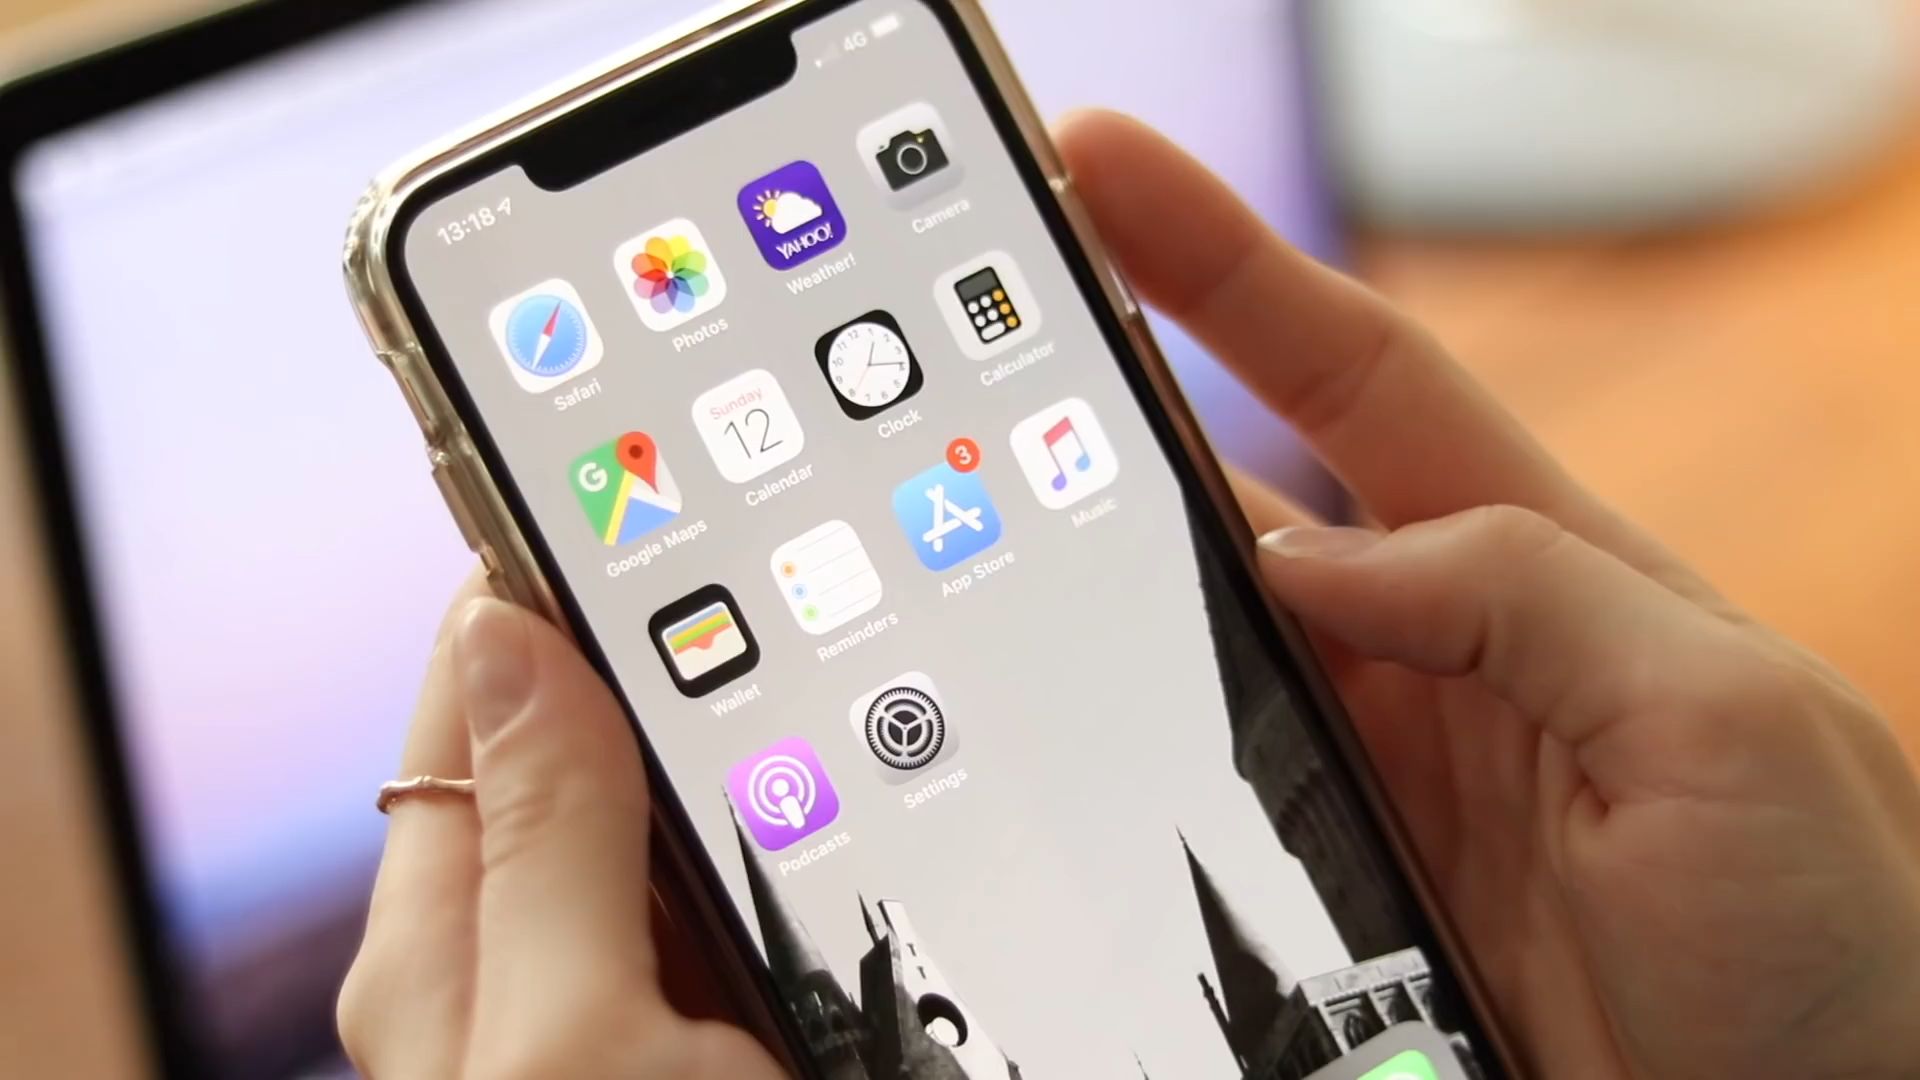 13:18
4G
Safari
Photos
YAHOO!
Weather!
Camera
G
Google Maps
Sunday
12
Calendar
Clock
Calculator
Wallet
Reminders
3
App Store
Music
Podcasts
Settings